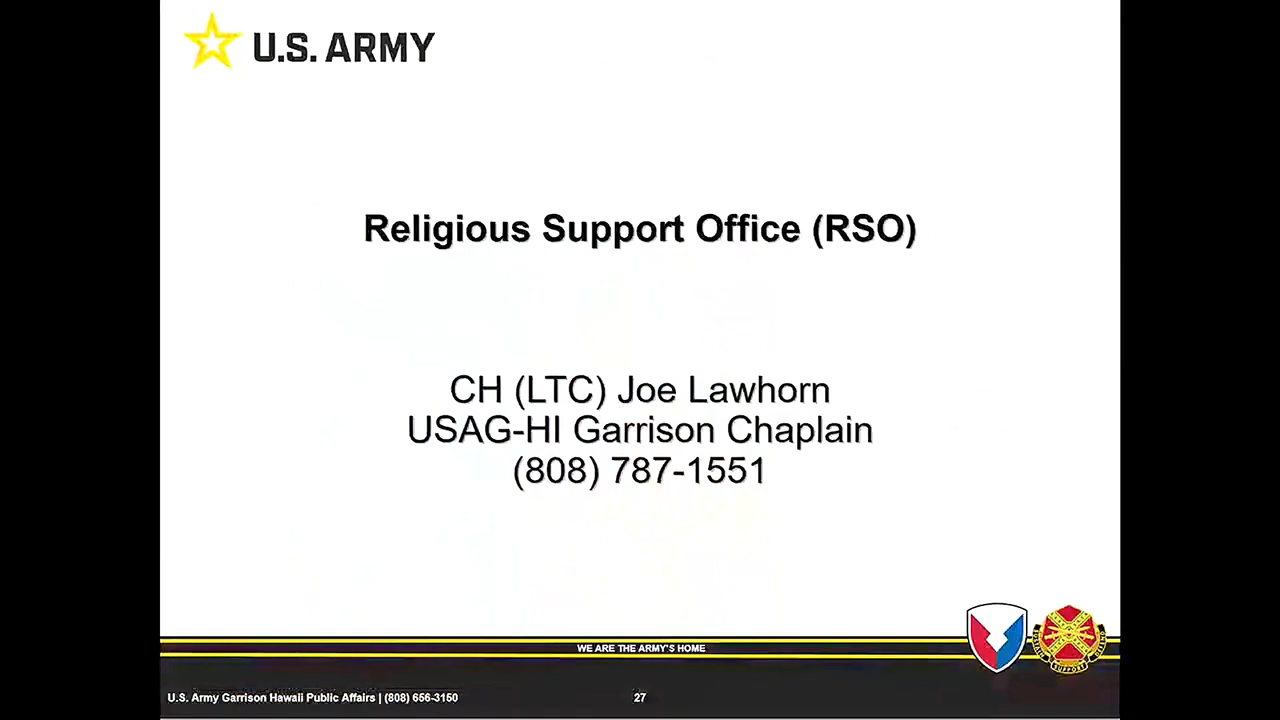 U.S. ARMY
Religious Support Office (RSO)
CH (LTC) Joe Lawhorn
USAG-HI Garrison Chaplain
(808) 787-1551
WE ARE THE ARMY'S HOME
SUPPORT
U.S. Army Garrison Hawaii Public Affairs | (808) 656-3150
27